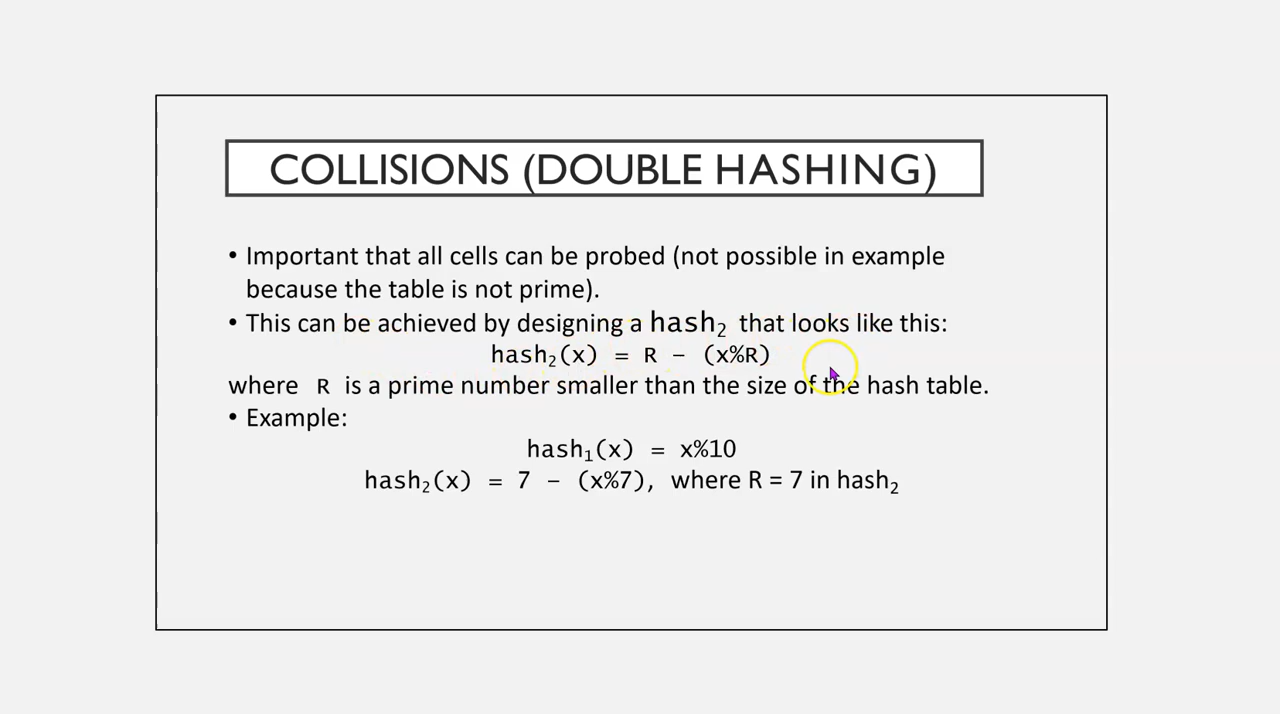 COLLISIONS (DOUBLE HASHING)
• Important that all cells can be probed (not possible in example
because the table is not prime).
• This can be achieved by designing a hash₂ that looks like this:
hash₂(x) = R – (x%R)
where R is a prime number smaller than the size of the hash table.
• Example:
hash₁(x) = x%10
hash₂(x) = 7 – (x%7), where R = 7 in hash₂